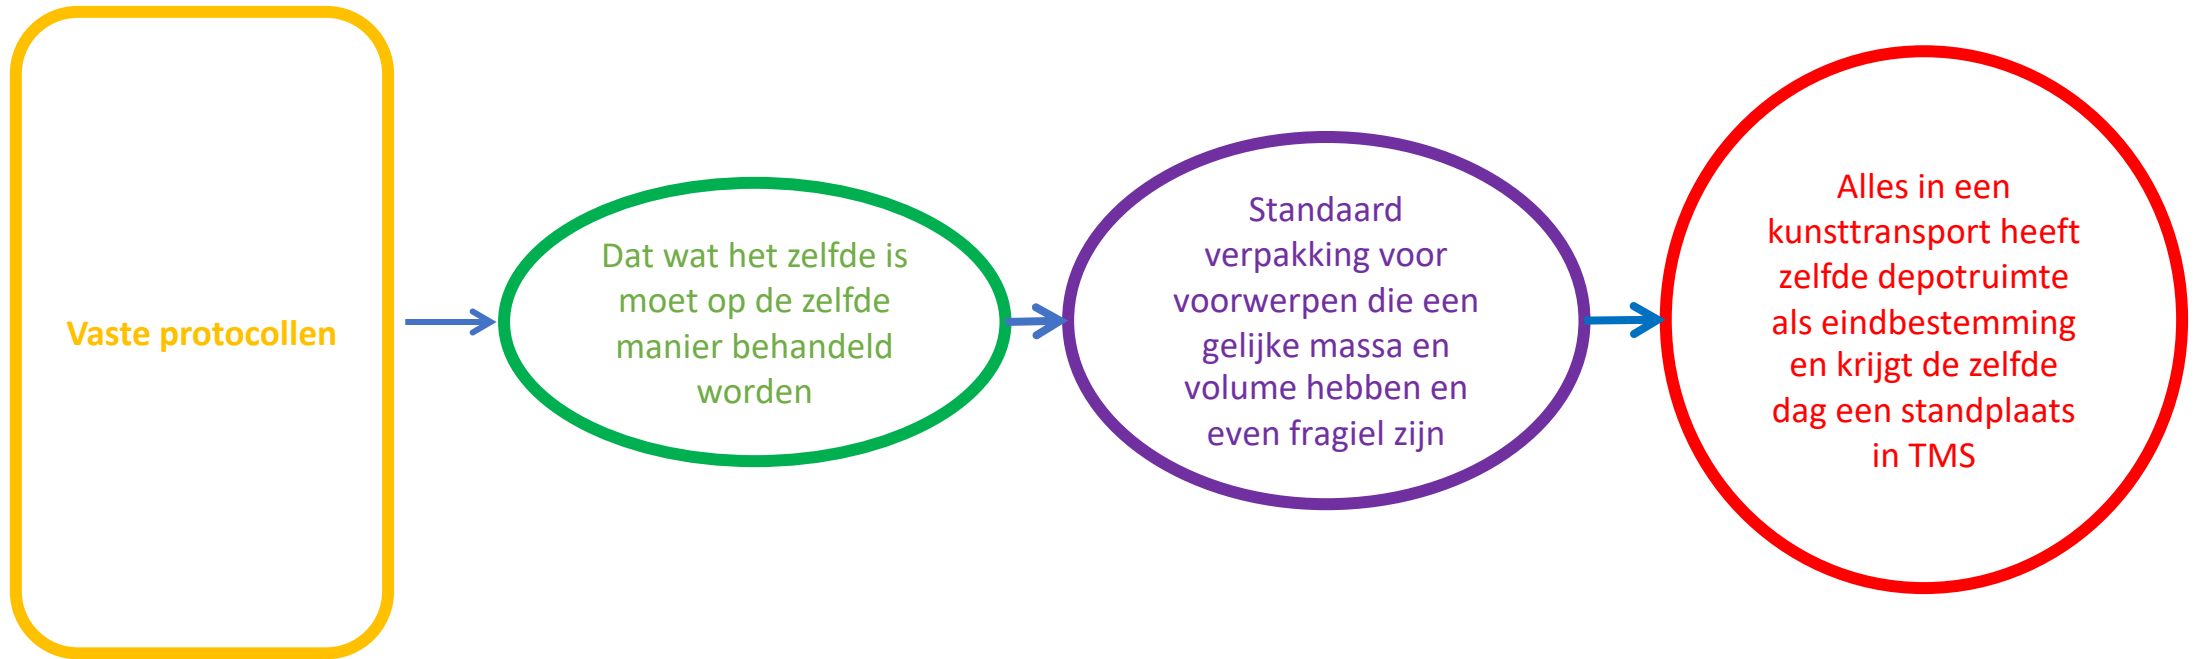 Vaste protocollen
Dat wat het zelfde is
moet op de zelfde
manier behandeld
worden
Standaard
verpakking voor
voorwerpen die een
gelijke massa en
volume hebben en
even fragiel zijn
Alles in een
kunsttransport heeft
zelfde depotruimte
als eindbestemming
en krijgt de zelfde
dag een standplaats
in TMS